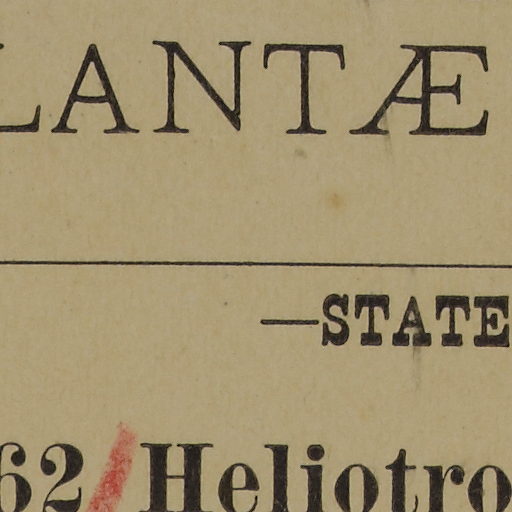 LANTÆ
—STATE
62 Heliotro